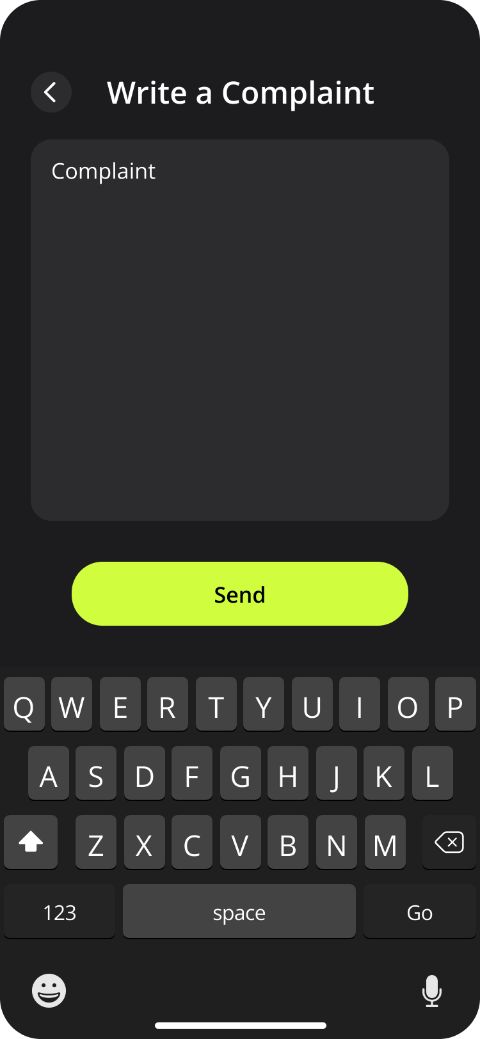 Write a Complaint
Complaint
Send
Q W E R T Y U I O P
A S D F G H J K L
Z X C V B N M
123 space Go